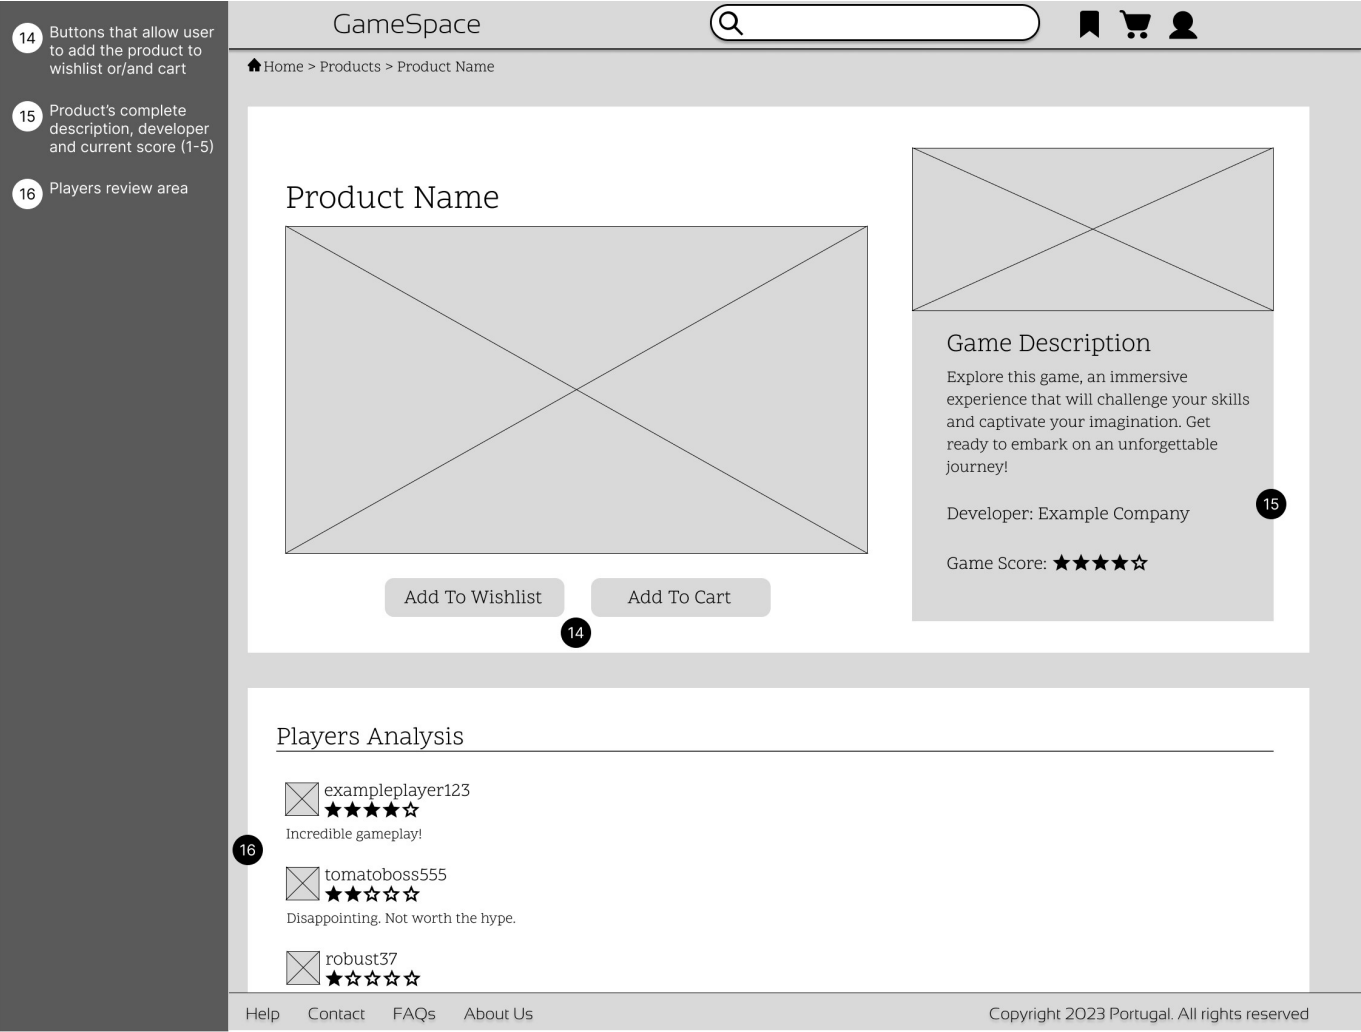 14
Buttons that allow user
to add the product to
wishlist or/and cart
15
Product's complete
description, developer
and current score (1-5)
16
Players review area
GameSpace
Home > Products > Product Name
Product Name
Add To Wishlist
Add To Cart
14
Game Description
Explore this game, an immersive
experience that will challenge your skills
and captivate your imagination. Get
ready to embark on an unforgettable
journey!
Developer: Example Company
15
Game Score: ★★★★☆
Players Analysis
exampleplayer123
★★★★☆
Incredible gameplay!
16
tomatoboss555
★★☆☆☆
Disappointing. Not worth the hype.
robust37
★☆☆☆☆
Help
Contact
FAQs
About Us
Copyright 2023 Portugal. All rights reserved